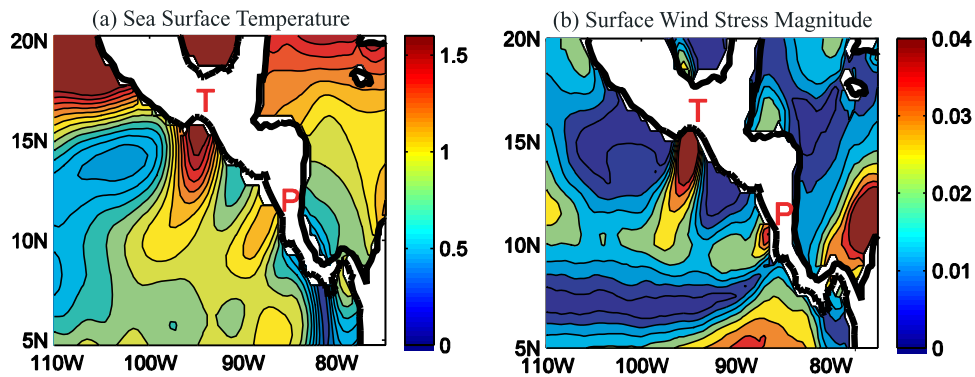 (a) Sea Surface Temperature
20N
15N
10N
5N
110W 100W 90W 80W
T
P
1.5
1
0.5
0
(b) Surface Wind Stress Magnitude
20N
15N
10N
5N
110W 100W 90W 80W
T
P
0.04
0.03
0.02
0.01
0